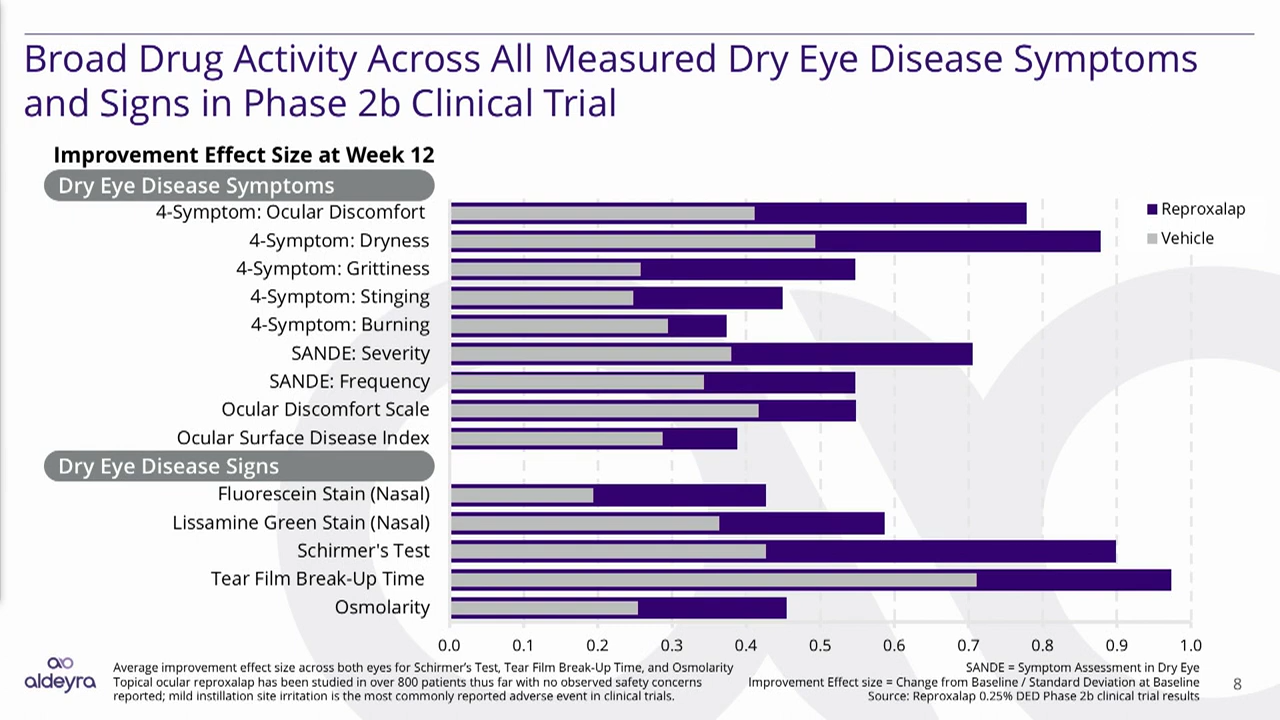 Broad Drug Activity Across All Measured Dry Eye Disease Symptoms
and Signs in Phase 2b Clinical Trial
Improvement Effect Size at Week 12
Dry Eye Disease Symptoms
4-Symptom: Ocular Discomfort
4-Symptom: Dryness
4-Symptom: Grittiness
4-Symptom: Stinging
4-Symptom: Burning
SANDE: Severity
SANDE: Frequency
Ocular Discomfort Scale
Ocular Surface Disease Index
Dry Eye Disease Signs
Fluorescein Stain (Nasal)
Lissamine Green Stain (Nasal)
Schirmer's Test
Tear Film Break-Up Time
Osmolarity
Reproxalap
Vehicle
0.0 0.1 0.2 0.3 0.4 0.5 0.6 0.7 0.8 0.9 1.0
aldeyra
Average improvement effect size across both eyes for Schirmer's Test, Tear Film Break-Up Time, and Osmolarity
Topical ocular reproxalap has been studied in over 800 patients thus far with no observed safety concerns
reported; mild instillation site irritation is the most commonly reported adverse event in clinical trials.
SANDE = Symptom Assessment in Dry Eye
Improvement Effect size = Change from Baseline / Standard Deviation at Baseline
Source: Reproxalap 0.25% DED Phase 2b clinical trial results
8